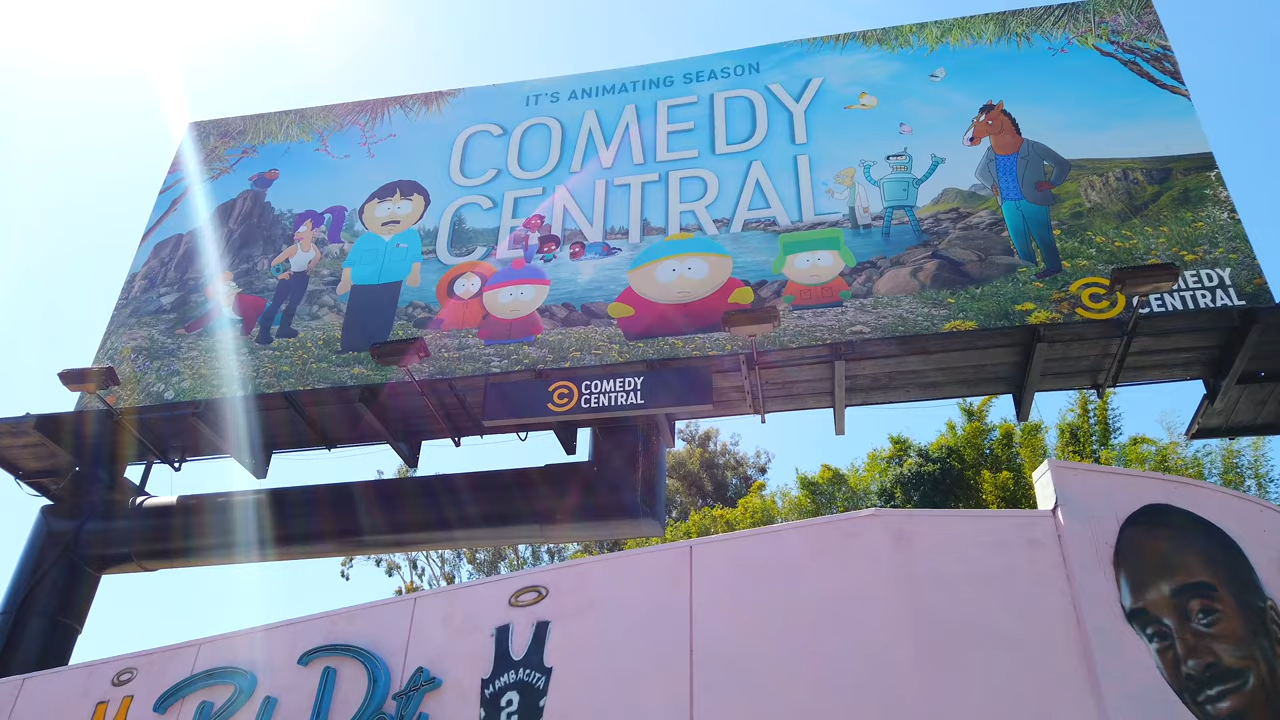 IT'S ANIMATING SEASON
COMEDY
CENTRAL
COMEDY
CENTRAL
COMEDY
CENTRAL
MAMBACITA
2